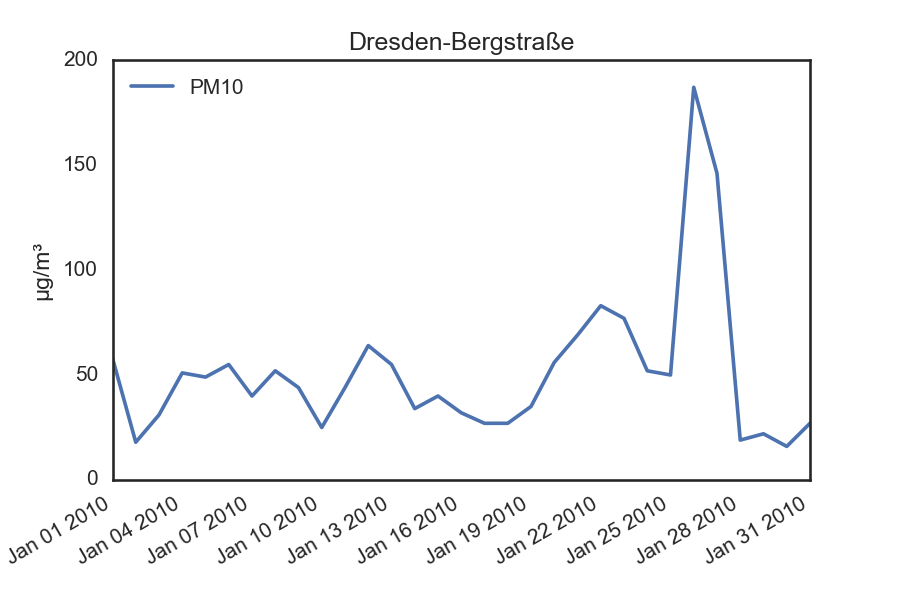 Dresden-Bergstraße
200
PM10
150
µg/m³
100
50
0
Jan 01 2010
Jan 04 2010
Jan 07 2010
Jan 10 2010
Jan 13 2010
Jan 16 2010
Jan 19 2010
Jan 22 2010
Jan 25 2010
Jan 28 2010
Jan 31 2010